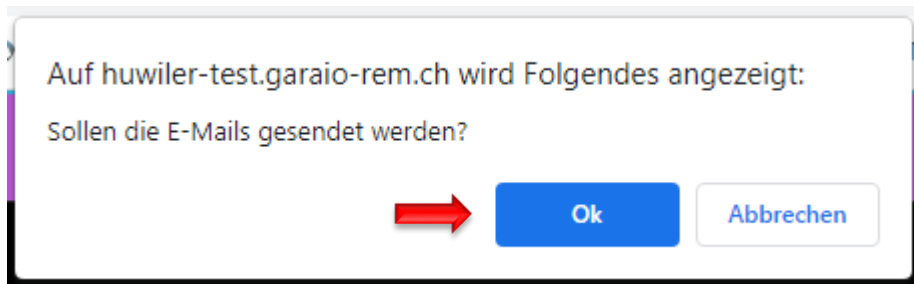 Auf huwiler-test.garaio-rem.ch wird Folgendes angezeigt:
Sollen die E-Mails gesendet werden?
Ok Abbrechen